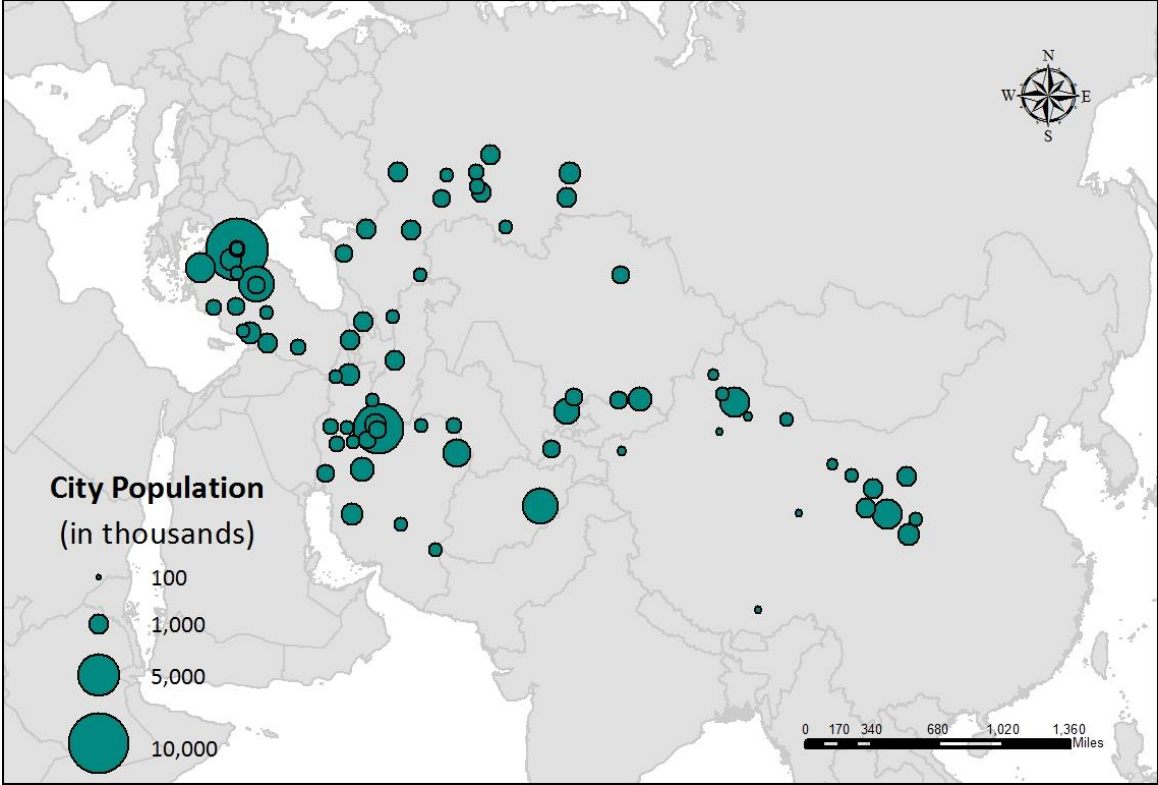 N
W E
S
City Population
(in thousands)
100
1,000
5,000
10,000
0 170 340 680 1,020 1,360
Miles